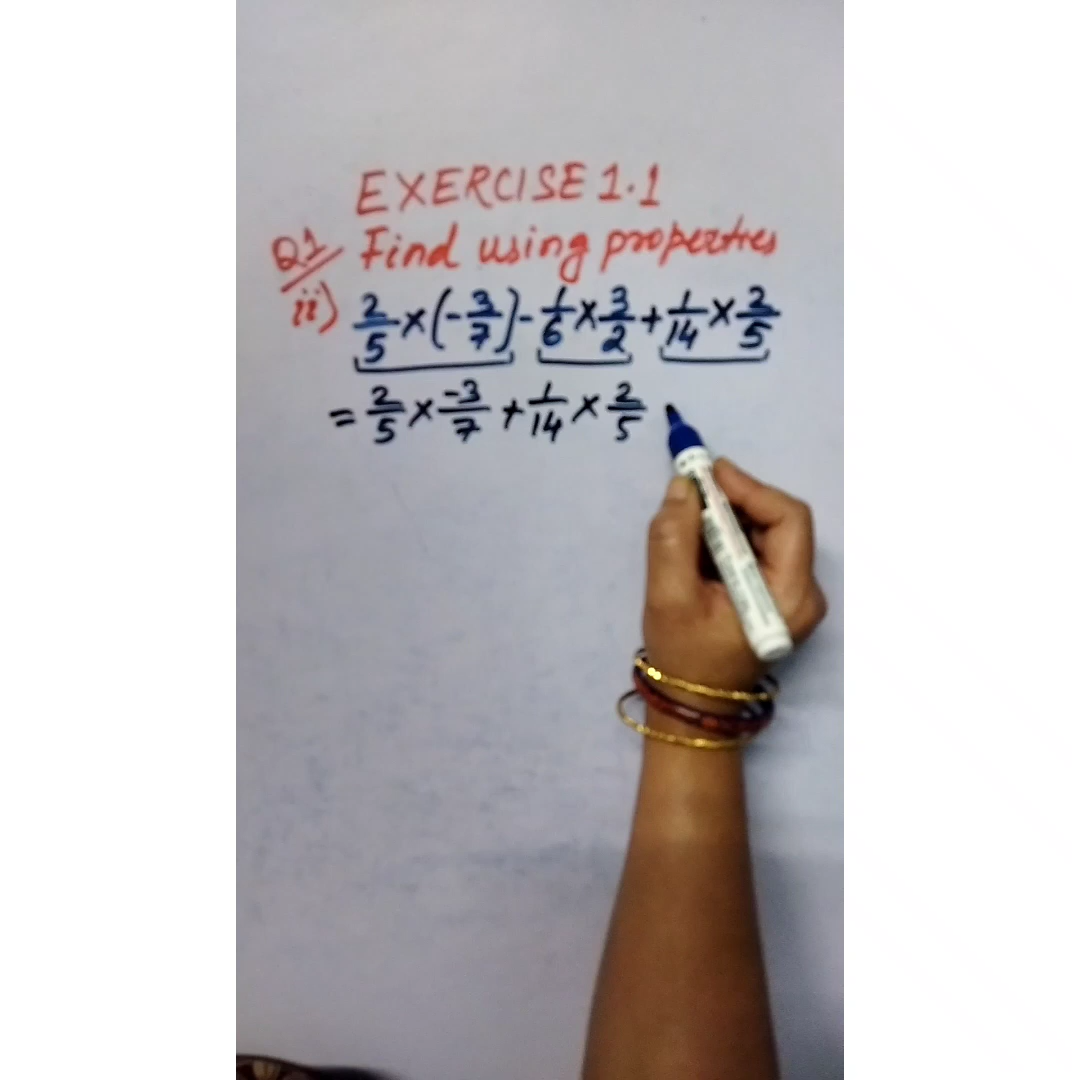 EXERCISE 1.1
Q1 Find using properties
ii) 2/5 × (-3/7) - 1/6 × 3/2 + 1/14 × 2/5
= 2/5 × -3/7 + 1/14 × 2/5